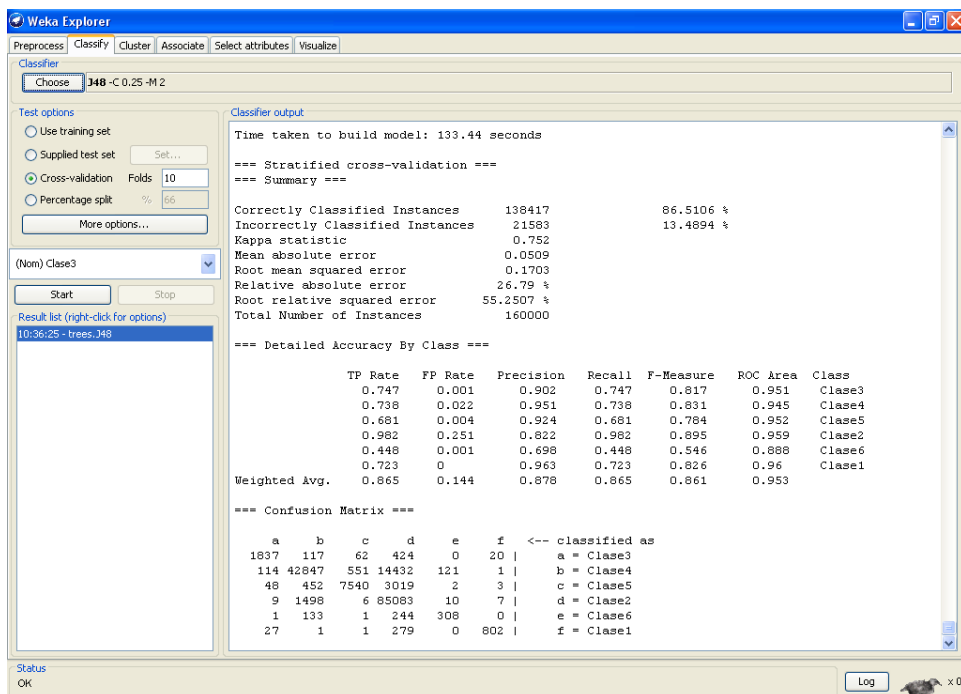 Weka Explorer
Preprocess Classify Cluster Associate Select attributes Visualize
Classifier
Choose J48 -C 0.25 -M 2
Test options
Use training set
Supplied test set Set...
Cross-validation Folds 10
Percentage split % 66
More options...
(Nom) Clase3
Start Stop
Result list (right-click for options)
10:36:25 - trees.J48
Classifier output
Time taken to build model: 133.44 seconds
=== Stratified cross-validation ===
=== Summary ===
Correctly Classified Instances 138417 86.5106 %
Incorrectly Classified Instances 21583 13.4894 %
Kappa statistic 0.752
Mean absolute error 0.0509
Root mean squared error 0.1703
Relative absolute error 26.79 %
Root relative squared error 55.2507 %
Total Number of Instances 160000
=== Detailed Accuracy By Class ===
TP Rate FP Rate Precision Recall F-Measure ROC Area Class
0.747 0.001 0.902 0.747 0.817 0.951 Clase3
0.738 0.022 0.951 0.738 0.831 0.945 Clase4
0.681 0.004 0.924 0.681 0.784 0.952 Clase5
0.982 0.251 0.822 0.982 0.895 0.959 Clase2
0.448 0.001 0.698 0.448 0.546 0.888 Clase6
0.723 0 0.963 0.723 0.826 0.96 Clase1
Weighted Avg. 0.865 0.144 0.878 0.865 0.861 0.953
=== Confusion Matrix ===
a b c d e f <-- classified as
1837 117 62 424 0 20 | a = Clase3
114 42847 551 14432 121 1 | b = Clase4
48 452 7540 3019 2 3 | c = Clase5
9 1498 6 85083 10 7 | d = Clase2
1 133 1 244 308 0 | e = Clase6
27 1 1 279 0 802 | f = Clase1
Status
OK
Log
x 0